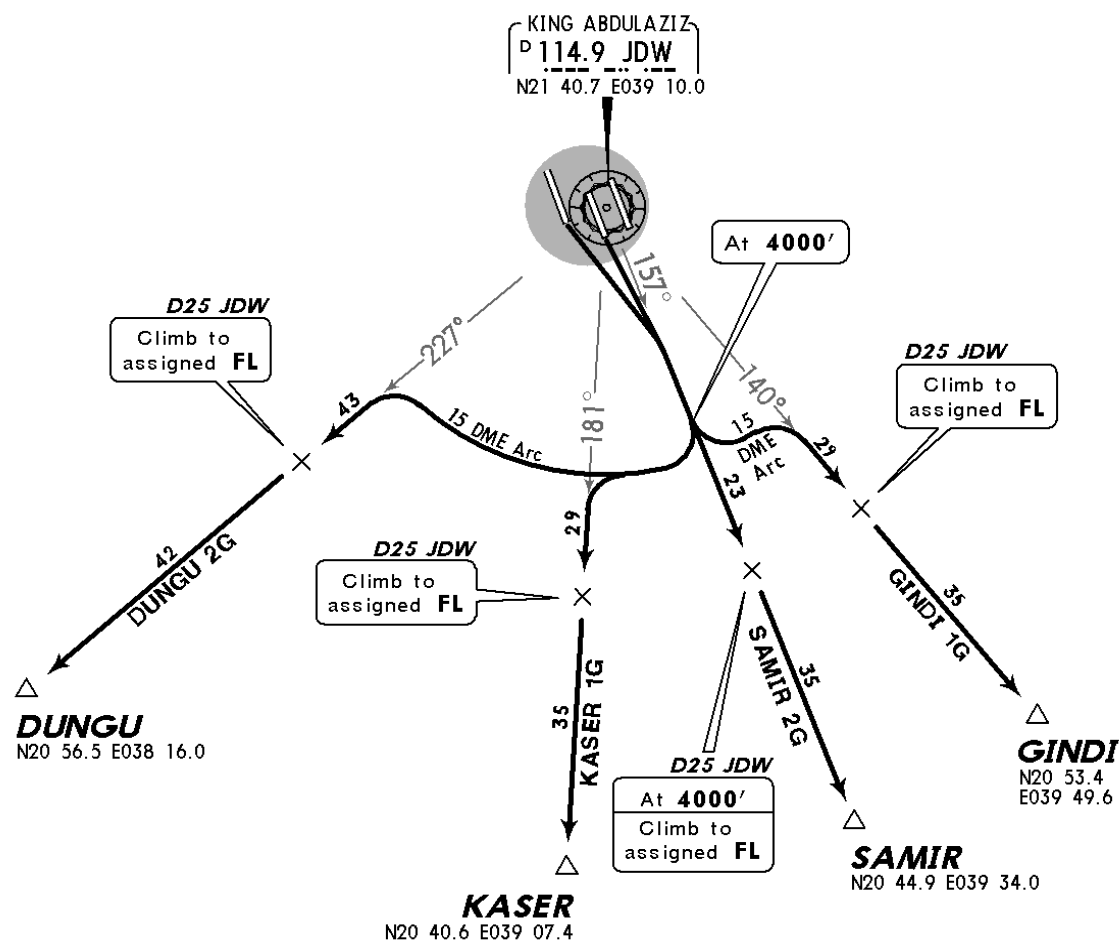 KING ABDULAZIZ
D 114.9 JDW
N21 40.7 E039 10.0
At 4000'
157°
D25 JDW
Climb to
assigned FL
227°
181°
140°
D25 JDW
Climb to
assigned FL
43
15 DME Arc
15
DME
Arc
29
23
29
D25 JDW
Climb to
assigned FL
42
DUNGU 2G
35
GINDI 1G
35
KASER 1G
35
SAMIR 2G
DUNGU
N20 56.5 E038 16.0
GINDI
N20 53.4
E039 49.6
D25 JDW
At 4000'
Climb to
assigned FL
SAMIR
N20 44.9 E039 34.0
KASER
N20 40.6 E039 07.4